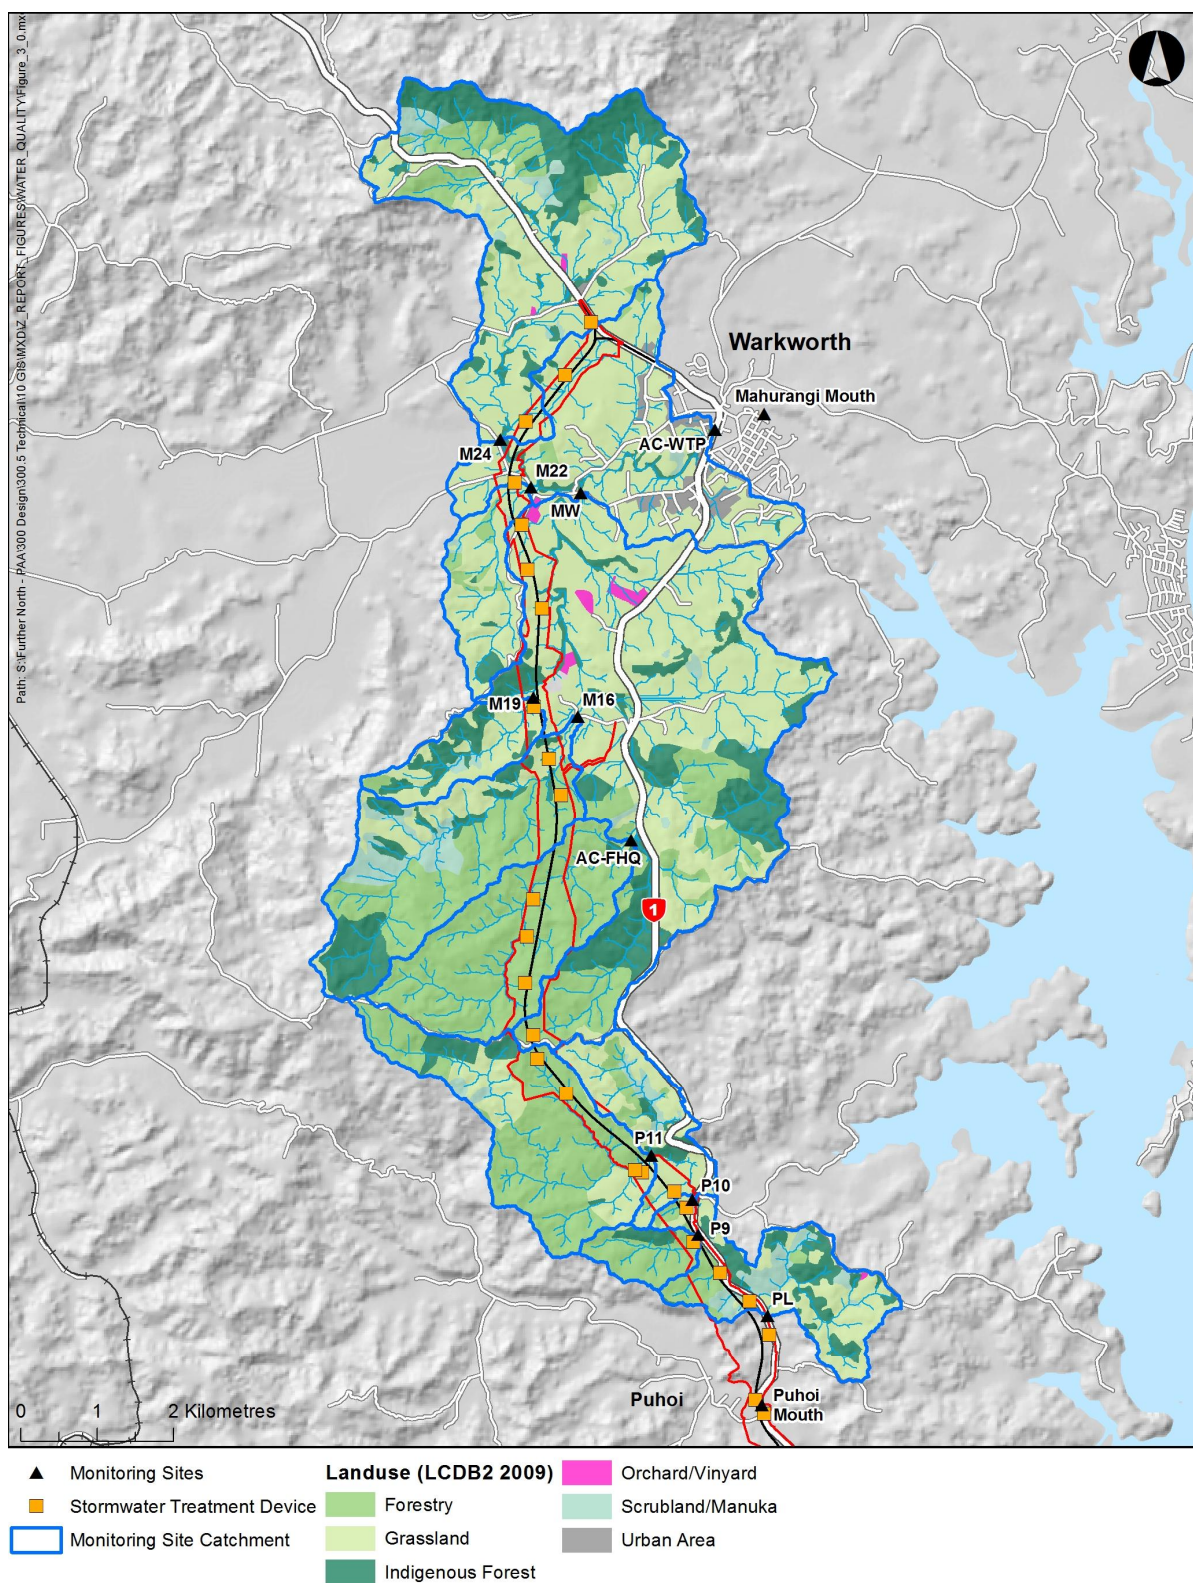 Path: S:\Further North - PAA\300 Design\300.5 Technical\10 GIS\MXD\Z_REPORT_FIGURES\WATER_QUALITY\Figure_3_0.mx
Warkworth
Mahurangi Mouth
AC-WTP
M24
M22
MW
M19
M16
AC-FHQ
1
P11
P10
P9
PL
Puhoi
Puhoi
Mouth
0 1 2 Kilometres
Monitoring Sites
Stormwater Treatment Device
Monitoring Site Catchment
Landuse (LCDB2 2009)
Forestry
Grassland
Indigenous Forest
Orchard/Vinyard
Scrubland/Manuka
Urban Area